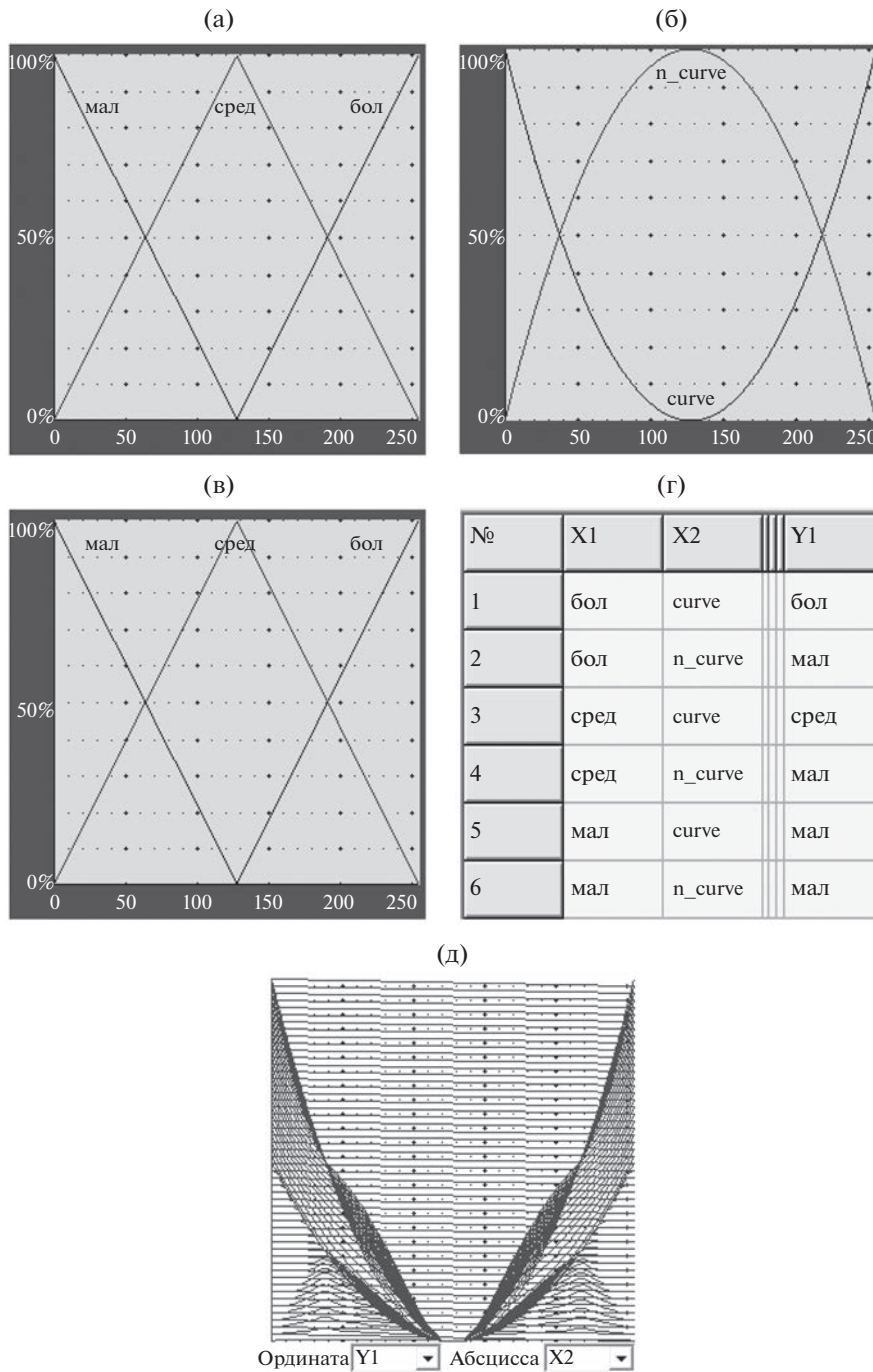 (а)
100%
мал
сред
бол
50%
0%
0 50 100 150 200 250
(б)
100%
n_curve
50%
curve
0%
0 50 100 150 200 250
(в)
100%
мал
сред
бол
50%
0%
0 50 100 150 200 250
(г)
№ X1 X2 Y1
1 бол curve бол
2 бол n_curve мал
3 сред curve сред
4 сред n_curve мал
5 мал curve мал
6 мал n_curve мал
(д)
Ордината Y1 Абсцисса X2